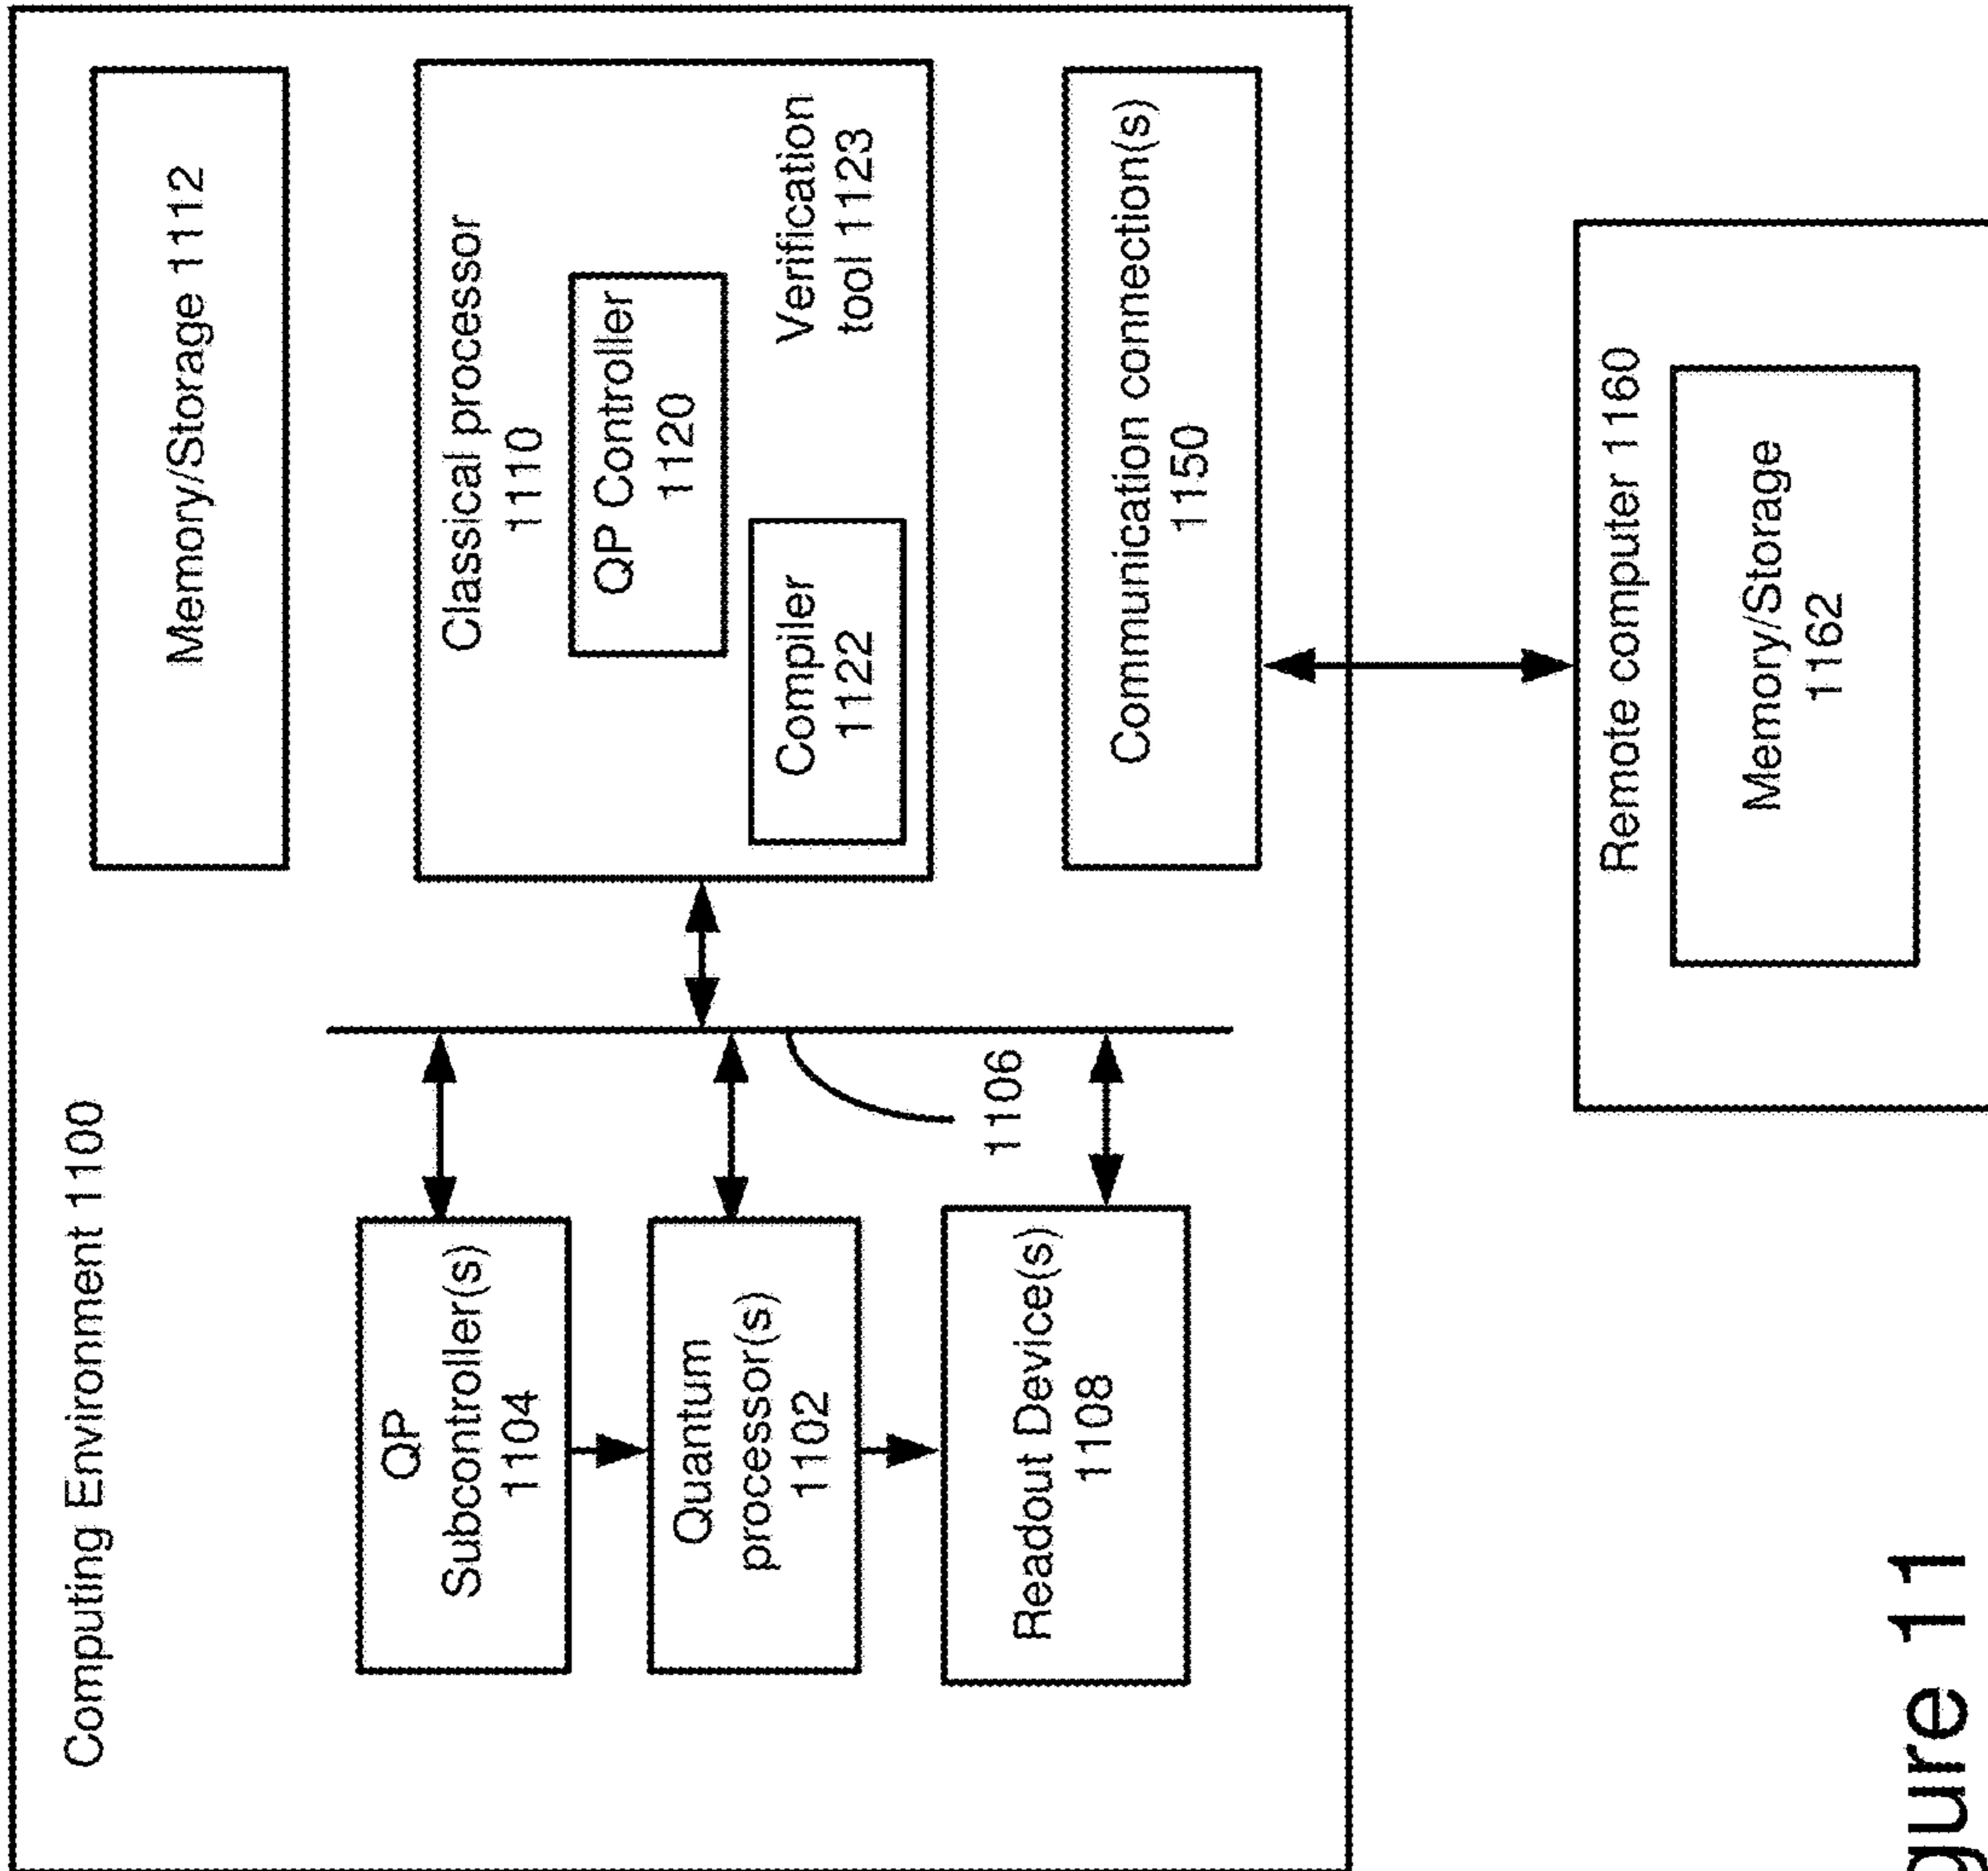 Computing Environment 1100
QP
Subcontroller(s)
1104
Quantum
processor(s)
1102
Readout Device(s)
1108
1106
Memory/Storage 1112
Classical processor
1110
QP Controller
1120
Compiler
1122
Verification
tool 1123
Communication connection(s)
1150
Remote computer 1160
Memory/Storage
1162
gure 11